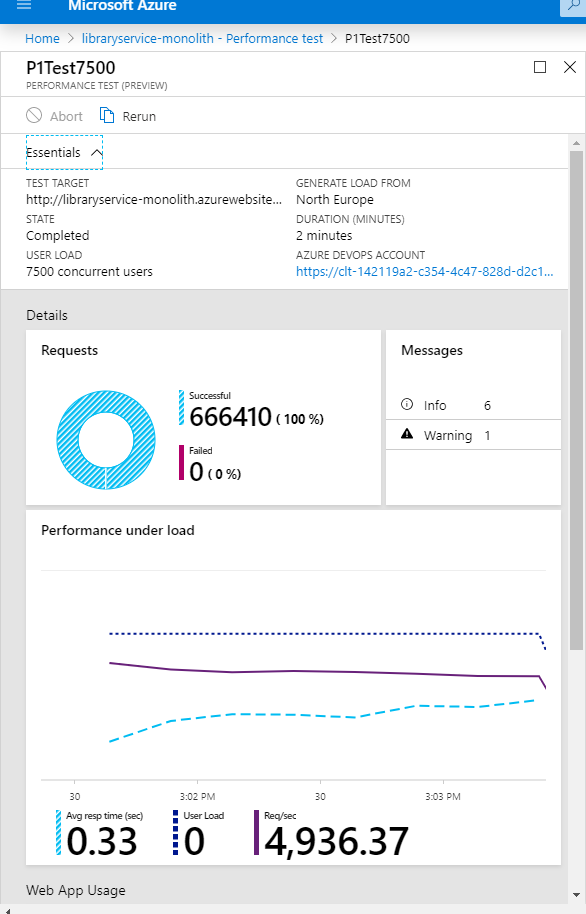 Microsoft Azure
Home > libraryservice-monolith - Performance test > P1Test7500
P1Test7500
PERFORMANCE TEST (PREVIEW)
Abort Rerun
Essentials
TEST TARGET
http://libraryservice-monolith.azurewebsite...
GENERATE LOAD FROM
North Europe
STATE
Completed
DURATION (MINUTES)
2 minutes
USER LOAD
7500 concurrent users
AZURE DEVOPS ACCOUNT
https://clt-142119a2-c354-4c47-828d-d2c1...
Details
Requests
Successful
666410 ( 100 %)
Failed
0 ( 0 %)
Messages
Info 6
Warning 1
Performance under load
30 3:02 PM 30 3:03 PM
Avg resp time (sec)
0.33
User Load
0
Req/sec
4,936.37
Web App Usage